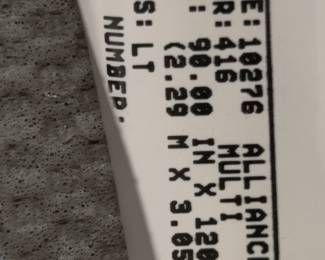 E: 10276 ALLIANC
R: 416 MULTI
: 90.00 IN X 120
(2.29 M X 3.05
S: LT
NUMBER.